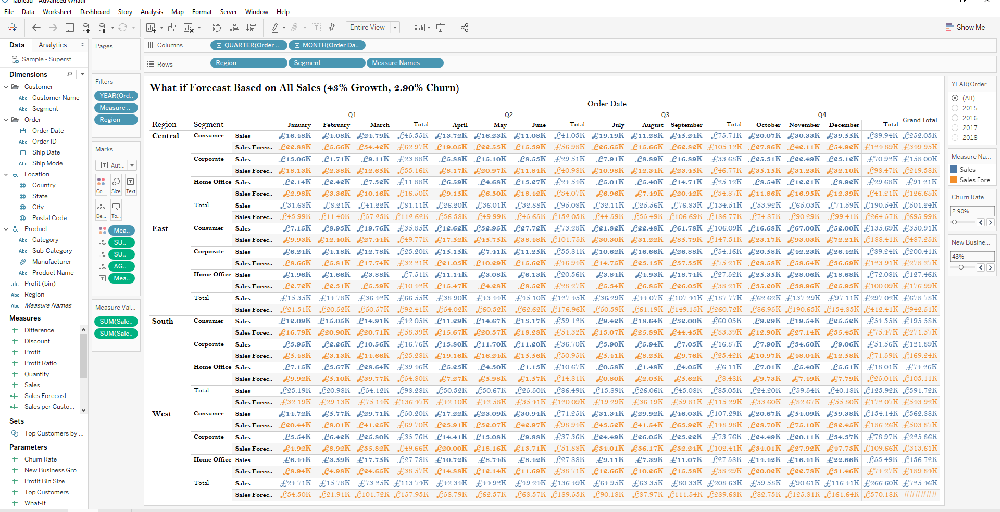 Tableau - Advanced Whatif
File Data Worksheet Dashboard Story Analysis Map Format Server Window Help
Entire View
Show Me
Data Analytics
Sample - Superst...
Dimensions
Customer
Abc Customer Name
Abc Segment
Order
Order Date
Abc Order ID
Ship Date
Abc Ship Mode
Location
Country
State
City
Postal Code
Product
Abc Category
Abc Sub-Category
Manufacturer
Abc Product Name
Profit (bin)
Abc Region
Abc Measure Names
Measures
Difference
Discount
Profit
Profit Ratio
Quantity
Sales
Sales Forecast
Sales per Custo...
Sets
Top Customers by ...
Parameters
Churn Rate
New Business Gro...
Profit Bin Size
Top Customers
What-If
Pages
Filters
YEAR(Ord..
Measure ..
Region
Marks
Aut...
Co... Size Text
De... To...
Mea..
SU..
SU..
AG..
Mea..
Measure Val...
SUM(Sale..
SUM(Sale..
Columns QUARTER(Order .. MONTH(Order Da..
Rows Region Segment Measure Names
What if Forecast Based on All Sales (43% Growth, 2.90% Churn)
Order Date
Q1 Q2 Q3 Q4
Region Segment January February March Total April May June Total July August September Total October November December Total Grand Total
Central Consumer Sales £16.48K £4.08K £24.79K £45.35K £13.72K £16.23K £11.08K £41.03K £19.19K £11.28K £45.24K £75.71K £20.07K £30.33K £39.55K £89.94K £252.03K
Sales Forec.. £22.88K £5.66K £34.42K £62.97K £19.05K £22.53K £15.39K £56.98K £26.65K £15.66K £62.82K £105.12K £27.86K £42.11K £54.92K £124.89K £349.95K
Corporate Sales £13.06K £1.71K £9.11K £23.88K £5.88K £15.10K £8.53K £29.51K £7.91K £8.89K £16.89K £33.68K £25.31K £22.49K £23.12K £70.92K £158.00K
Sales Forec.. £18.13K £2.38K £12.65K £33.16K £8.17K £20.97K £11.84K £40.98K £10.98K £12.34K £23.45K £46.77K £35.15K £31.23K £32.10K £98.47K £219.38K
Home Office Sales £2.14K £2.42K £7.32K £11.88K £6.59K £4.68K £13.27K £24.54K £5.01K £5.40K £14.71K £25.12K £8.54K £12.21K £8.92K £29.68K £91.21K
Sales Forec.. £2.98K £3.36K £10.16K £16.50K £9.15K £6.50K £18.42K £34.07K £6.96K £7.49K £20.42K £34.87K £11.86K £16.95K £12.39K £41.21K £126.65K
Total Sales £31.68K £8.21K £41.22K £81.11K £26.20K £36.01K £32.88K £95.08K £32.11K £25.56K £76.83K £134.51K £53.92K £65.03K £71.59K £190.54K £501.24K
Sales Forec.. £43.99K £11.40K £57.23K £112.62K £36.38K £49.99K £45.65K £132.03K £44.59K £35.49K £106.69K £186.77K £74.87K £90.29K £99.41K £264.57K £695.99K
East Consumer Sales £7.15K £8.93K £19.76K £35.85K £12.62K £32.95K £27.72K £73.28K £21.82K £22.48K £61.78K £106.09K £16.68K £67.00K £52.00K £135.69K £350.91K
Sales Forec.. £9.93K £12.40K £27.44K £49.77K £17.52K £45.75K £38.48K £101.75K £30.30K £31.22K £85.79K £147.31K £23.17K £93.03K £72.21K £188.41K £487.25K
Corporate Sales £6.24K £4.18K £12.78K £23.20K £15.15K £7.41K £11.25K £33.81K £10.62K £16.66K £26.88K £54.16K £20.58K £42.23K £26.42K £89.24K £200.41K
Sales Forec.. £8.66K £5.81K £17.74K £32.21K £21.03K £10.29K £15.62K £46.94K £14.75K £23.13K £37.33K £75.21K £28.58K £58.64K £36.69K £123.91K £278.27K
Home Office Sales £1.96K £1.66K £3.88K £7.51K £11.14K £3.08K £6.13K £20.36K £3.84K £4.93K £18.74K £27.52K £25.35K £28.06K £18.68K £72.08K £127.46K
Sales Forec.. £2.72K £2.31K £5.39K £10.42K £15.47K £4.28K £8.52K £28.27K £5.34K £6.85K £26.03K £38.21K £35.20K £38.96K £25.93K £100.09K £176.99K
Total Sales £15.35K £14.78K £36.42K £66.55K £38.90K £43.44K £45.10K £127.45K £36.29K £44.07K £107.41K £187.77K £62.62K £137.29K £97.11K £297.02K £678.78K
Sales Forec.. £21.31K £20.52K £50.57K £92.41K £54.02K £60.32K £62.62K £176.96K £50.39K £61.19K £149.15K £260.72K £86.95K £190.63K £134.83K £412.41K £942.51K
South Consumer Sales £12.09K £15.05K £14.91K £42.05K £11.29K £14.67K £13.17K £39.12K £9.42K £18.64K £32.00K £60.05K £9.29K £19.54K £25.52K £54.35K £195.58K
Sales Forec.. £16.79K £20.90K £20.71K £58.39K £15.67K £20.37K £18.28K £54.32K £13.07K £25.89K £44.43K £83.39K £12.90K £27.14K £35.43K £75.47K £271.57K
Corporate Sales £3.95K £2.26K £10.56K £16.76K £13.80K £11.70K £11.20K £36.70K £3.90K £5.94K £7.03K £16.87K £7.90K £34.60K £9.06K £51.56K £121.89K
Sales Forec.. £5.48K £3.13K £14.66K £23.28K £19.16K £16.24K £15.56K £50.95K £5.41K £8.25K £9.76K £23.42K £10.97K £48.04K £12.58K £71.59K £169.24K
Home Office Sales £7.15K £3.67K £28.64K £39.46K £5.23K £4.30K £1.13K £10.67K £0.58K £1.48K £4.05K £6.11K £7.01K £5.40K £5.61K £18.01K £74.26K
Sales Forec.. £9.92K £5.10K £39.77K £54.80K £7.27K £5.98K £1.57K £14.81K £0.80K £2.05K £5.62K £8.48K £9.73K £7.49K £7.79K £25.01K £103.11K
Total Sales £23.19K £20.98K £54.12K £98.28K £30.32K £30.67K £25.50K £86.49K £13.89K £26.06K £43.08K £83.03K £24.20K £59.54K £40.18K £123.92K £391.72K
Sales Forec.. £32.19K £29.13K £75.14K £136.47K £42.10K £42.58K £35.41K £120.09K £19.29K £36.19K £59.81K £115.29K £33.60K £82.67K £55.80K £172.07K £543.92K
West Consumer Sales £14.72K £5.77K £29.71K £50.20K £17.22K £23.09K £30.94K £71.25K £31.34K £29.92K £46.03K £107.29K £20.67K £54.09K £59.38K £134.14K £362.88K
Sales Forec.. £20.44K £8.01K £41.25K £69.70K £23.91K £32.07K £42.97K £98.94K £43.52K £41.54K £63.92K £148.98K £28.70K £75.10K £82.45K £186.26K £503.87K
Corporate Sales £3.54K £6.42K £25.80K £35.76K £14.41K £13.08K £9.88K £37.36K £24.49K £26.05K £23.22K £73.76K £24.49K £20.11K £34.37K £78.97K £225.86K
Sales Forec.. £4.92K £8.92K £35.82K £49.66K £20.00K £18.16K £13.71K £51.88K £34.01K £36.17K £32.24K £102.41K £34.01K £27.92K £47.73K £109.66K £313.61K
Home Office Sales £6.44K £3.59K £17.75K £27.78K £10.72K £8.74K £8.42K £27.88K £9.11K £7.39K £11.07K £27.58K £14.42K £16.41K £22.66K £53.49K £136.72K
Sales Forec.. £8.94K £4.98K £24.65K £38.57K £14.88K £12.14K £11.69K £38.71K £12.66K £10.26K £15.38K £38.29K £20.02K £22.78K £31.46K £74.27K £189.84K
Total Sales £24.71K £15.78K £73.25K £113.74K £42.34K £44.92K £49.24K £136.49K £64.95K £63.35K £80.33K £208.63K £59.58K £90.61K £116.41K £266.60K £725.46K
Sales Forec.. £34.30K £21.91K £101.72K £157.93K £58.79K £62.37K £68.37K £189.53K £90.18K £87.97K £111.54K £289.68K £82.73K £125.81K £161.64K £370.18K ######
YEAR(Order ...
(All)
2015
2016
2017
2018
Measure Na...
Sales
Sales Fore..
Churn Rate
2.90%
New Busine...
43%